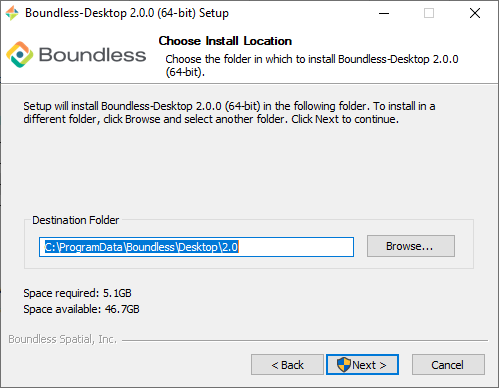 Boundless-Desktop 2.0.0 (64-bit) Setup
Boundless
Choose Install Location
Choose the folder in which to install Boundless-Desktop 2.0.0
(64-bit).
Setup will install Boundless-Desktop 2.0.0 (64-bit) in the following folder. To install in a
different folder, click Browse and select another folder. Click Next to continue.
Destination Folder
C:\ProgramData\Boundless\Desktop\2.0
Browse...
Space required: 5.1GB
Space available: 46.7GB
Boundless Spatial, Inc.
< Back
Next >
Cancel